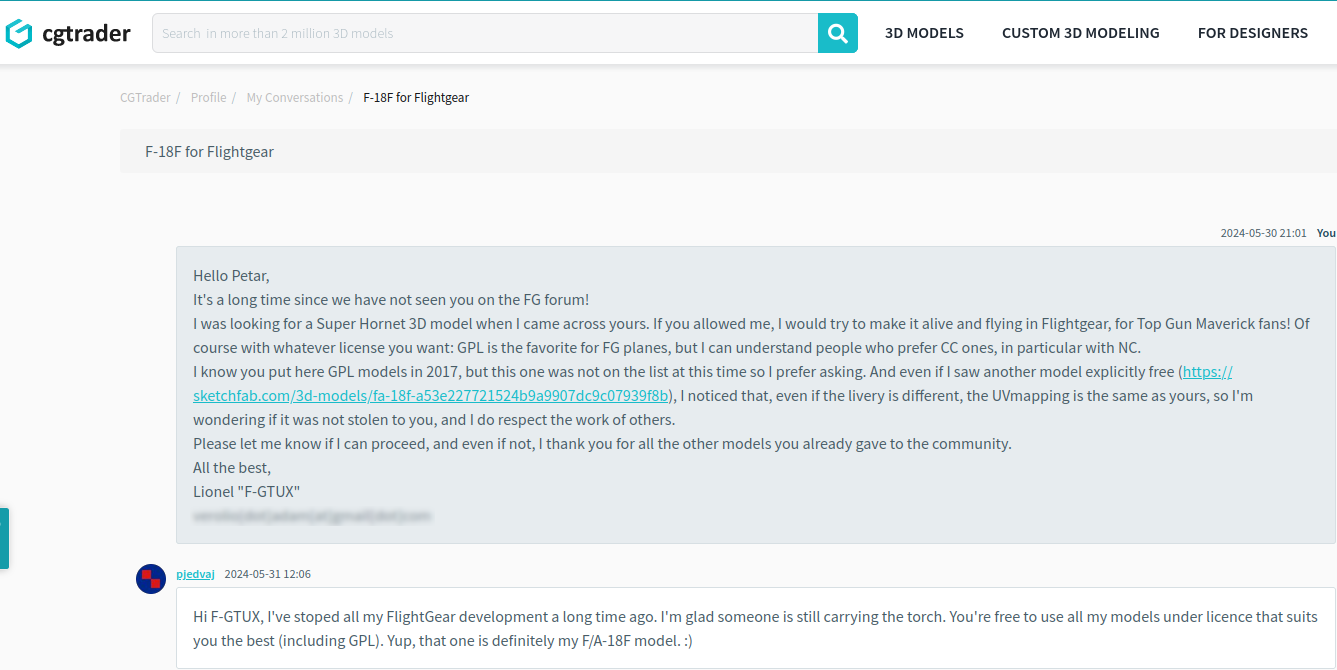 cgtrader
Search in more than 2 million 3D models
3D MODELS
CUSTOM 3D MODELING
FOR DESIGNERS
CGTrader / Profile / My Conversations / F-18F for Flightgear
F-18F for Flightgear
2024-05-30 21:01 You
Hello Petar,
It's a long time since we have not seen you on the FG forum!
I was looking for a Super Hornet 3D model when I came across yours. If you allowed me, I would try to make it alive and flying in Flightgear, for Top Gun Maverick fans! Of
course with whatever license you want: GPL is the favorite for FG planes, but I can understand people who prefer CC ones, in particular with NC.
I know you put here GPL models in 2017, but this one was not on the list at this time so I prefer asking. And even if I saw another model explicitly free (https://
sketchfab.com/3d-models/fa-18f-a53e227721524b9a9907dc9c07939f8b), I noticed that, even if the livery is different, the UVmapping is the same as yours, so I'm
wondering if it was not stolen to you, and I do respect the work of others.
Please let me know if I can proceed, and even if not, I thank you for all the other models you already gave to the community.
All the best,
Lionel "F-GTUX"
pjedvaj 2024-05-31 12:06
Hi F-GTUX, I've stoped all my FlightGear development a long time ago. I'm glad someone is still carrying the torch. You're free to use all my models under licence that suits
you the best (including GPL). Yup, that one is definitely my F/A-18F model. :)